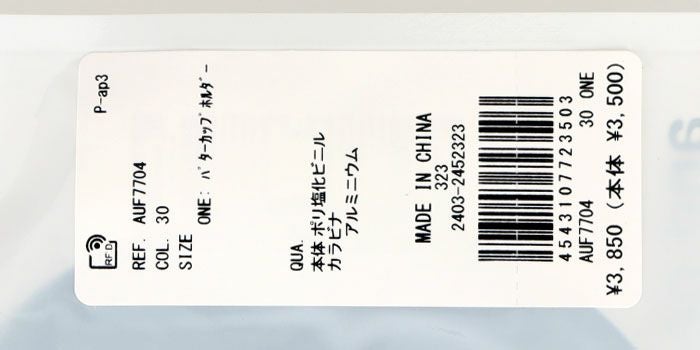 P-ap3
RFID
REF. AUF7704
COL. 30
SIZE
ONE: バターカップホルダー
QUA.
本体 ポリ塩化ビニル
カラビナ
アルミニウム
MADE IN CHINA
323
2403-2452323
4543107723503
AUF7704 30 ONE
¥3,850 (本体 ¥3,500)